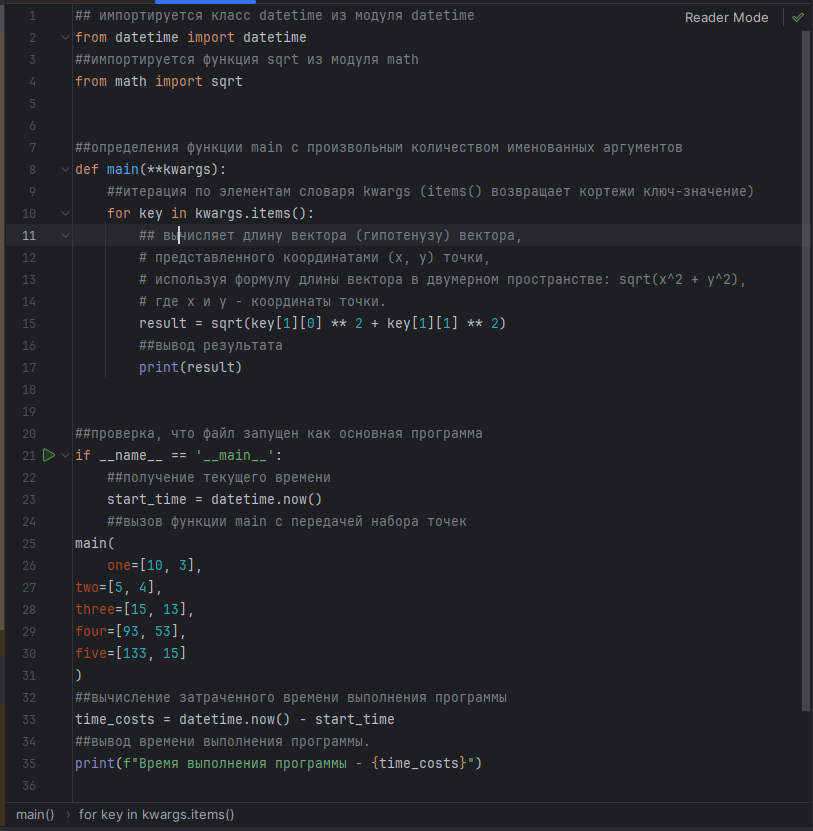 Reader Mode
1 ## импортируется класс datetime из модуля datetime
2 from datetime import datetime
3 ##импортируется функция sqrt из модуля math
4 from math import sqrt
5
6
7 ##определения функции main с произвольным количеством именованных аргументов
8 def main(**kwargs):
9     ##итерация по элементам словаря kwargs (items() возвращает кортежи ключ-значение)
10     for key in kwargs.items():
11         ## вычисляет длину вектора (гипотенузу) вектора,
12         # представленного координатами (x, y) точки,
13         # используя формулу длины вектора в двумерном пространстве: sqrt(x^2 + y^2),
14         # где x и y - координаты точки.
15         result = sqrt(key[1][0] ** 2 + key[1][1] ** 2)
16         ##вывод результата
17         print(result)
18
19
20 ##проверка, что файл запущен как основная программа
21 if __name__ == '__main__':
22     ##получение текущего времени
23     start_time = datetime.now()
24     ##вызов функции main с передачей набора точек
25 main(
26     one=[10, 3],
27 two=[5, 4],
28 three=[15, 13],
29 four=[93, 53],
30 five=[133, 15]
31 )
32 ##вычисление затраченного времени выполнения программы
33 time_costs = datetime.now() - start_time
34 ##вывод времени выполнения программы.
35 print(f"Время выполнения программы - {time_costs}")
36
main() › for key in kwargs.items()